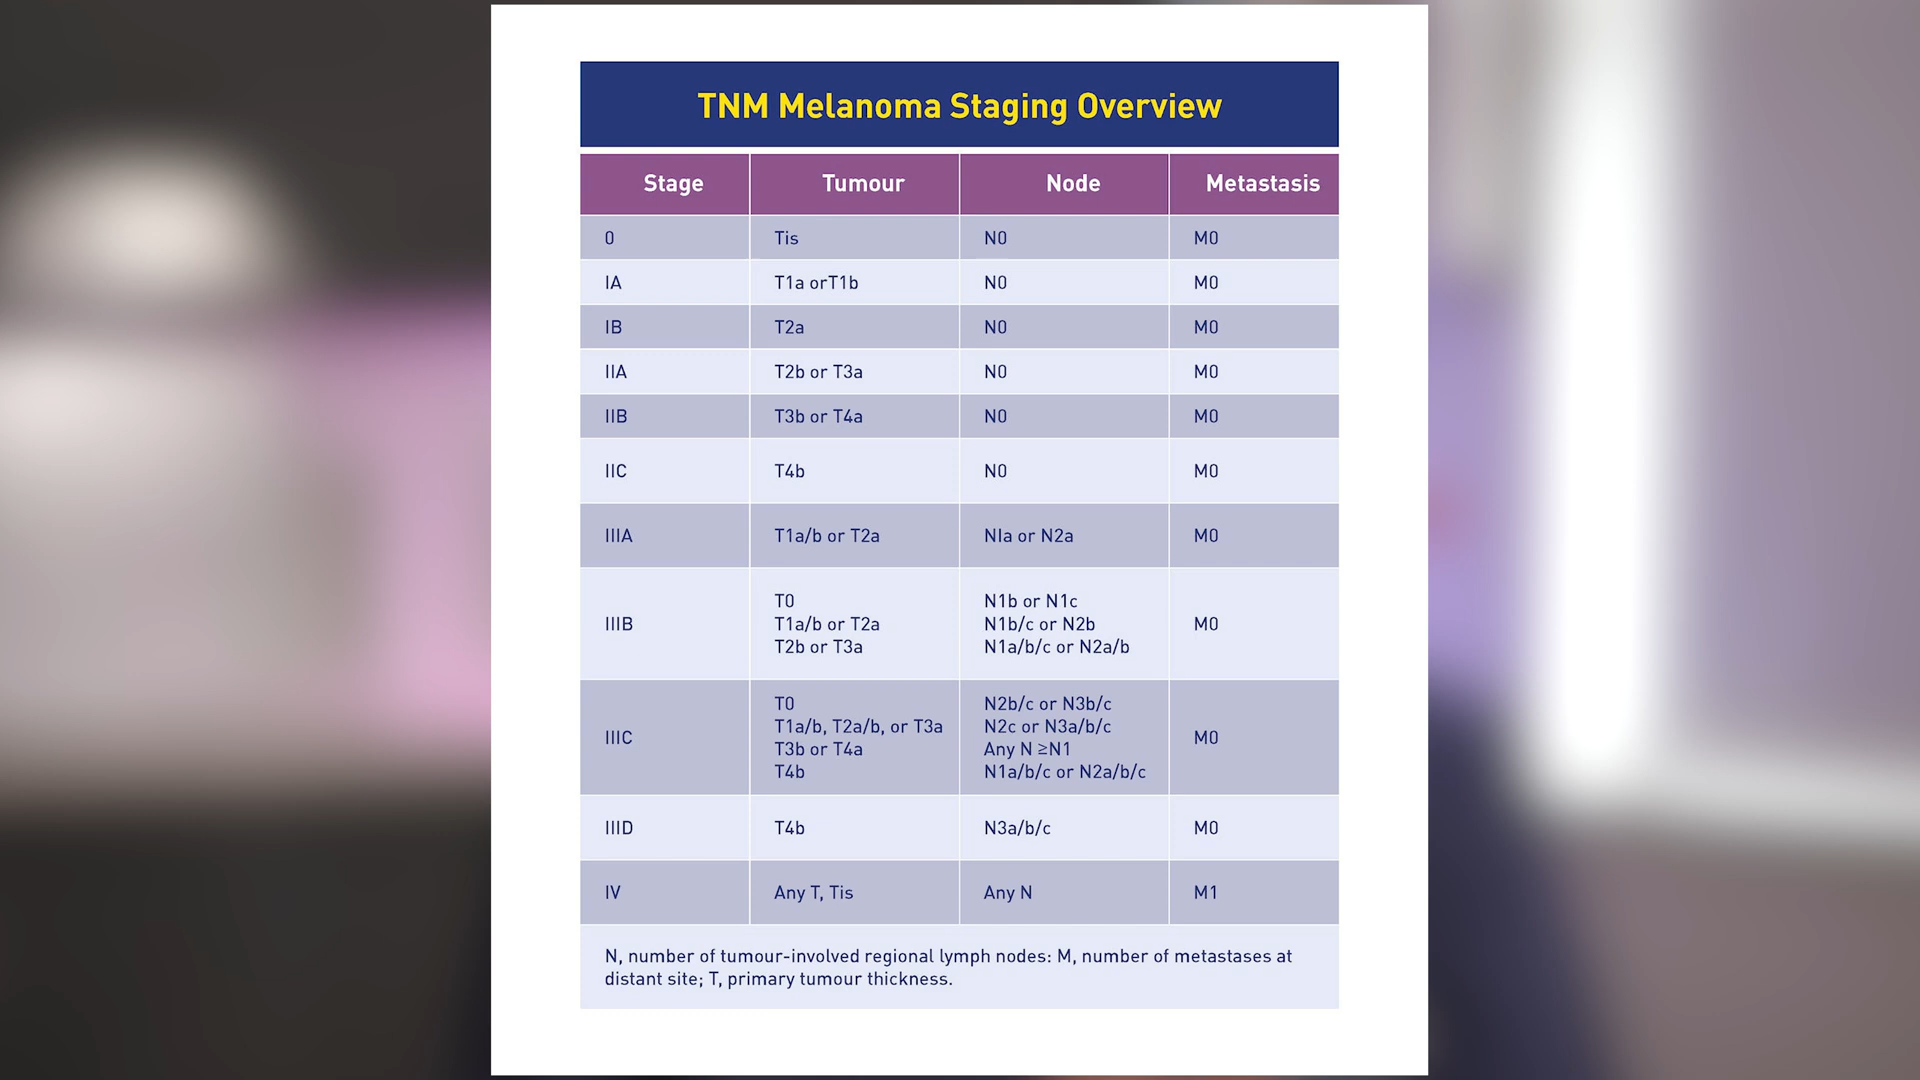 TNM Melanoma Staging Overview
Stage Tumour Node Metastasis
0 Tis N0 M0
IA T1a orT1b N0 M0
IB T2a N0 M0
IIA T2b or T3a N0 M0
IIB T3b or T4a N0 M0
IIC T4b N0 M0
IIIA T1a/b or T2a NIa or N2a M0
T0 N1b or N1c
IIIB T1a/b or T2a N1b/c or N2b M0
T2b or T3a N1a/b/c or N2a/b
T0 N2b/c or N3b/c
T1a/b, T2a/b, or T3a N2c or N3a/b/c
IIIC M0
T3b or T4a Any N ≥N1
T4b N1a/b/c or N2a/b/c
IIID T4b N3a/b/c M0
IV Any T, Tis Any N M1
N, number of tumour-involved regional lymph nodes: M, number of metastases at
distant site; T, primary tumour thickness.